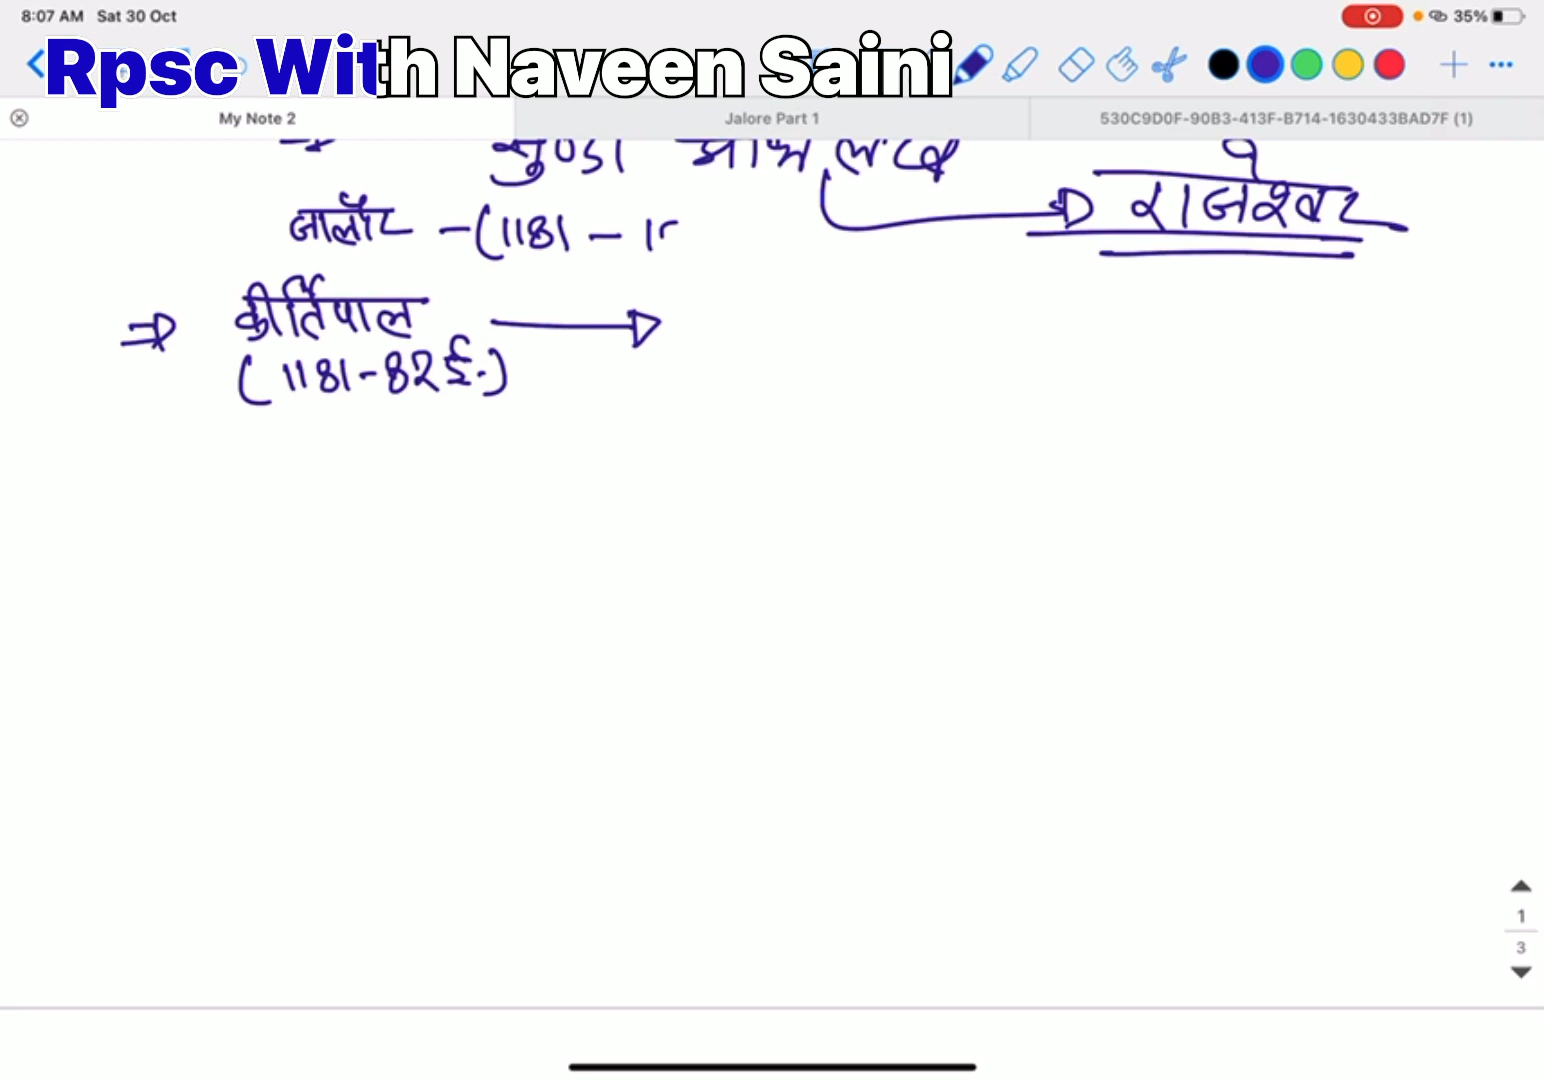 8:07 AM Sat 30 Oct
35%
Rpsc With Naveen Saini
My Note 2
Jalore Part 1
530C9D0F-90B3-413F-B714-1630433BAD7F (1)
राजेश्वर
जालौर -(1181 - 1
⇒ कीर्तिपाल →
(1181-82ई.)
1
3